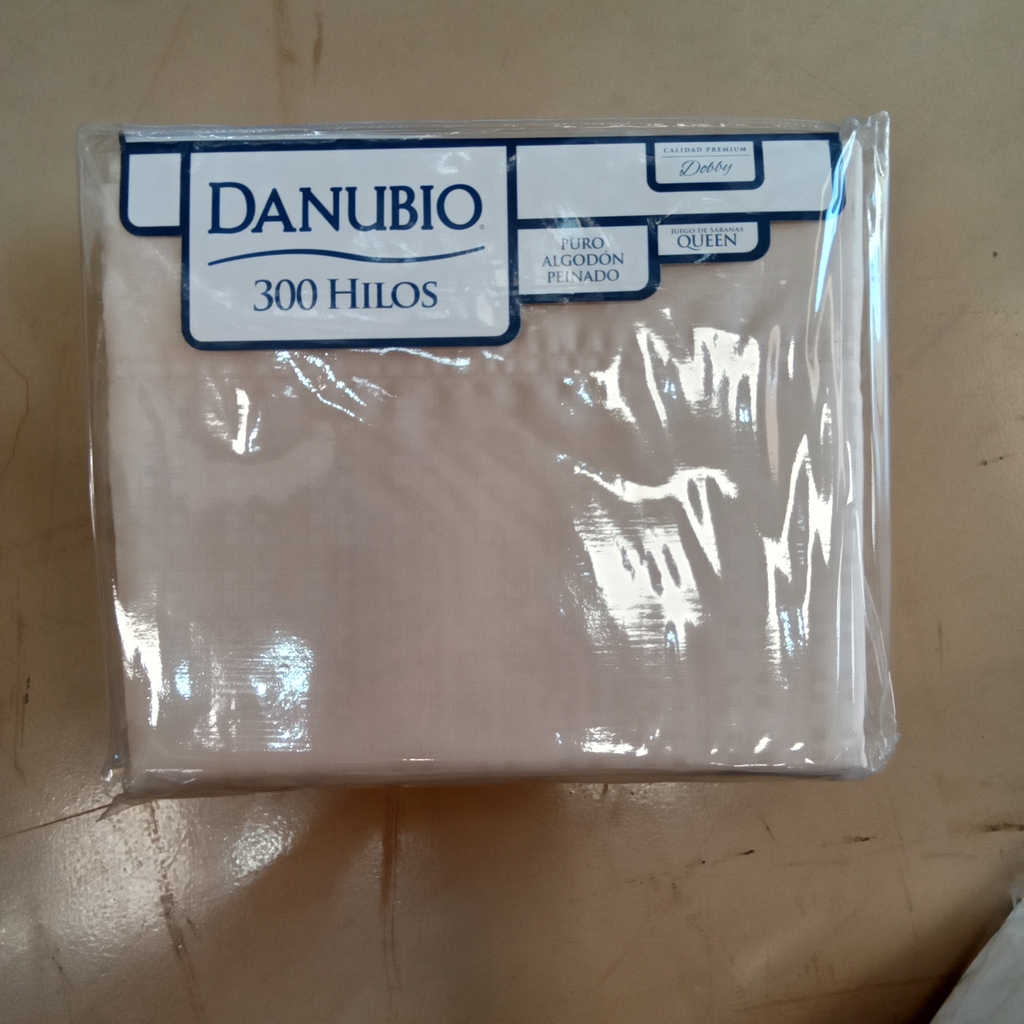 DANUBIO
300 HILOS
PURO
ALGODÓN
PEINADO
CALIDAD PREMIUM
Dobby
JUEGO DE SÁBANAS
QUEEN